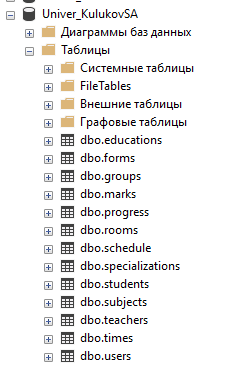 Univer_KulukovSA
Диаграммы баз данных
Таблицы
Системные таблицы
FileTables
Внешние таблицы
Графовые таблицы
dbo.educations
dbo.forms
dbo.groups
dbo.marks
dbo.progress
dbo.rooms
dbo.schedule
dbo.specializations
dbo.students
dbo.subjects
dbo.teachers
dbo.times
dbo.users